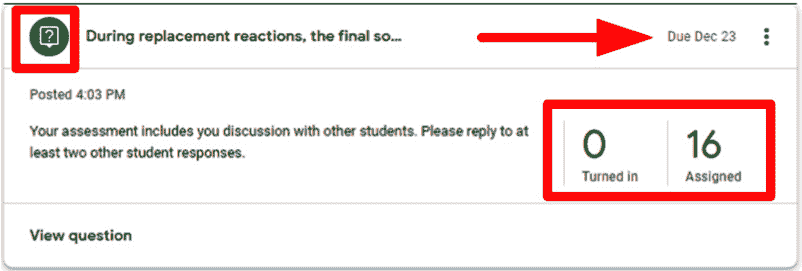 During replacement reactions, the final so...
Due Dec 23
Posted 4:03 PM
Your assessment includes you discussion with other students. Please reply to at
least two other student responses.
0
16
Turned in
Assigned
View question